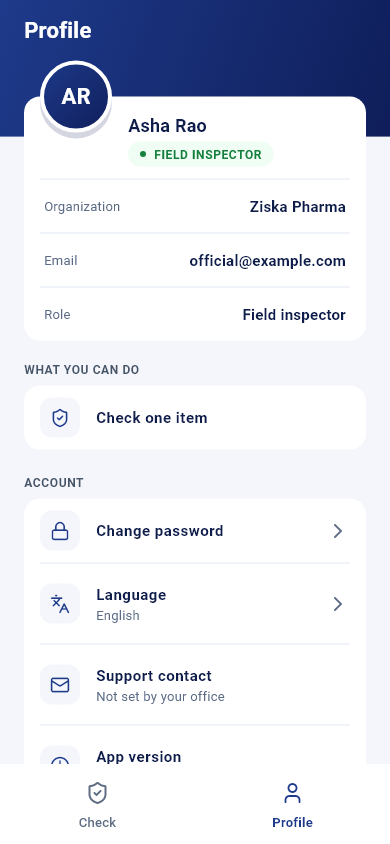 Profile
AR
Asha Rao
FIELD INSPECTOR
Organization Ziska Pharma
Email official@example.com
Role Field inspector
WHAT YOU CAN DO
Check one item
ACCOUNT
Change password
Language
English
Support contact
Not set by your office
App version
Check Profile